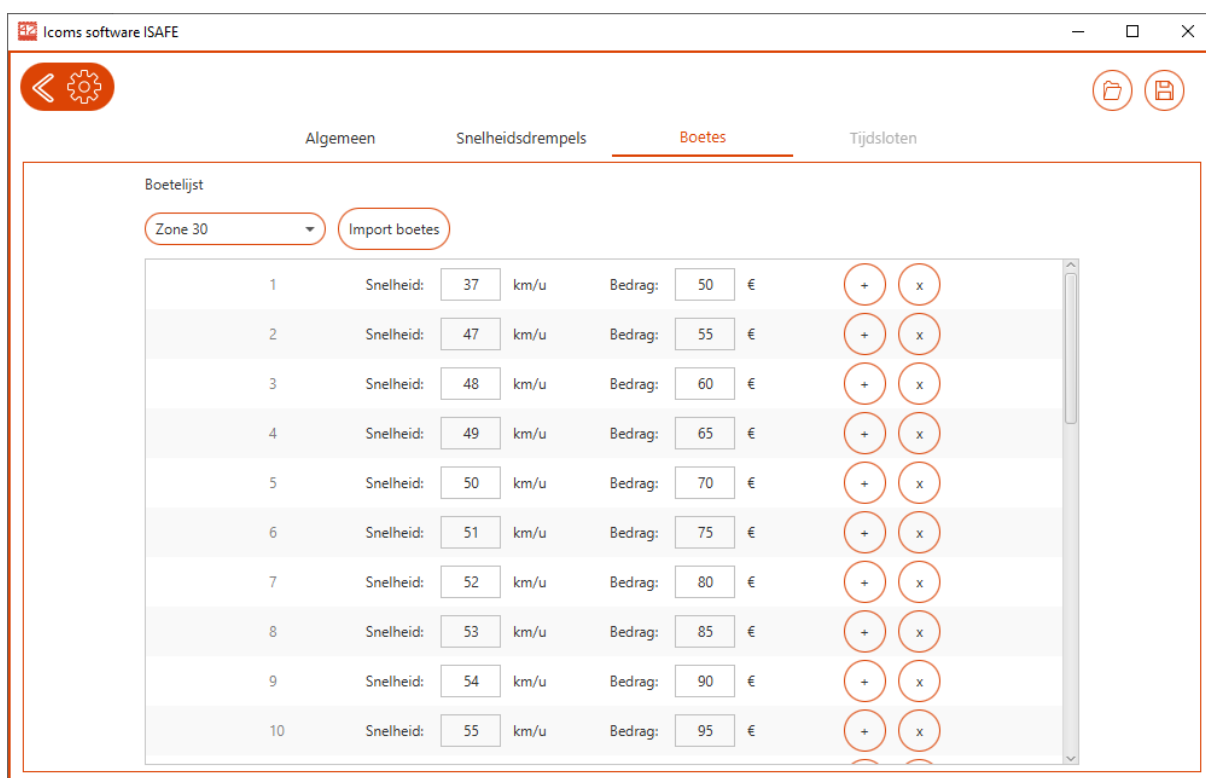 Icoms software ISAFE
Algemeen Snelheidsdrempels Boetes Tijdsloten
Boetelijst
Zone 30 Import boetes
1 Snelheid: 37 km/u Bedrag: 50 € + x
2 Snelheid: 47 km/u Bedrag: 55 € + x
3 Snelheid: 48 km/u Bedrag: 60 € + x
4 Snelheid: 49 km/u Bedrag: 65 € + x
5 Snelheid: 50 km/u Bedrag: 70 € + x
6 Snelheid: 51 km/u Bedrag: 75 € + x
7 Snelheid: 52 km/u Bedrag: 80 € + x
8 Snelheid: 53 km/u Bedrag: 85 € + x
9 Snelheid: 54 km/u Bedrag: 90 € + x
10 Snelheid: 55 km/u Bedrag: 95 € + x